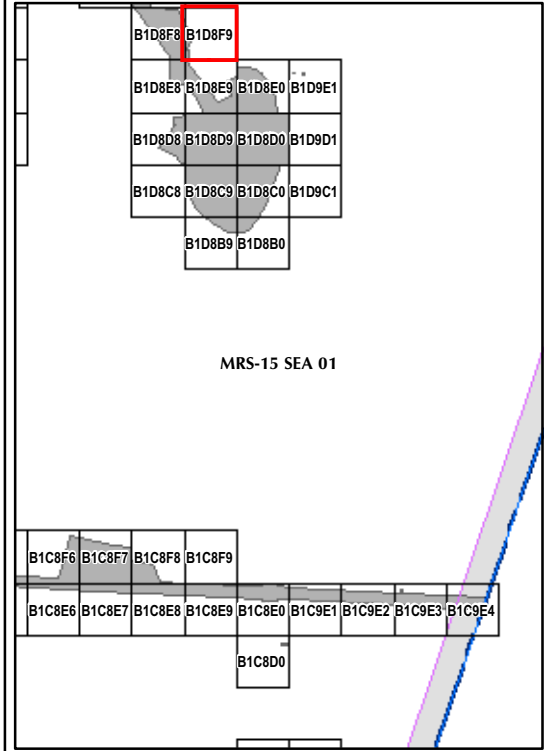 B1D8F8 B1D8F9
B1D8E8 B1D8E9 B1D8E0 B1D9E1
B1D8D8 B1D8D9 B1D8D0 B1D9D1
B1D8C8 B1D8C9 B1D8C0 B1D9C1
B1D8B9 B1D8B0
MRS-15 SEA 01
B1C8F6 B1C8F7 B1C8F8 B1C8F9
B1C8E6 B1C8E7 B1C8E8 B1C8E9 B1C8E0 B1C9E1 B1C9E2 B1C9E3 B1C9E4
B1C8D0